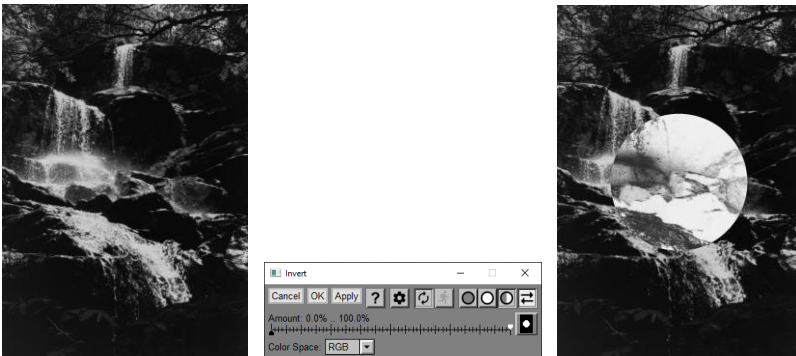 Invert
Cancel OK Apply ?
Amount: 0.0% .. 100.0%
Color Space: RGB